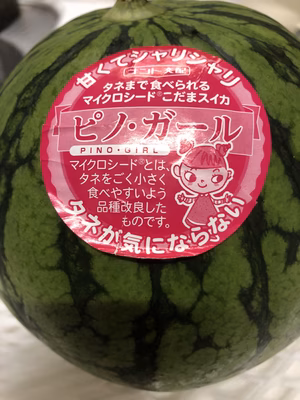 甘くてシャリシャリ
タネまで食べられる
マイクロシード®こだまスイカ
ピノ・ガール
PINO・GIRL
マイクロシード®とは、
タネをごく小さく
食べやすいよう
品種改良した
ものです。
タネが気にならない